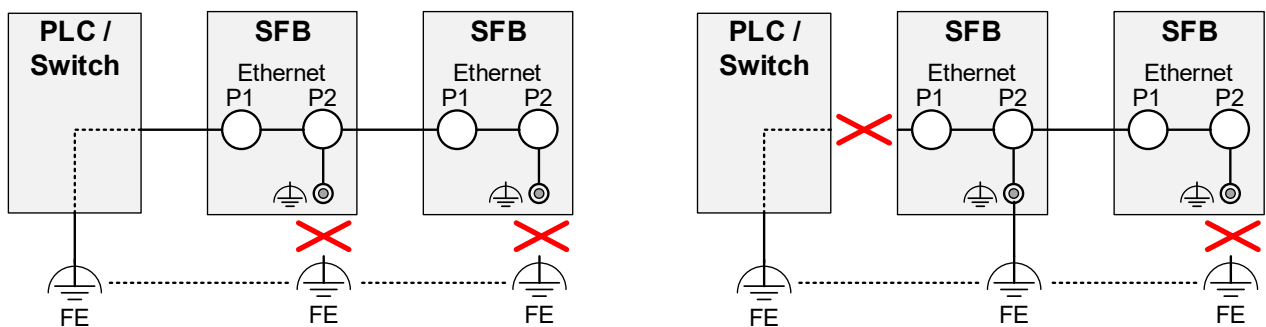 PLC /
Switch
SFB
Ethernet
P1 P2
SFB
Ethernet
P1 P2
FE
FE
FE
PLC /
Switch
SFB
Ethernet
P1 P2
SFB
Ethernet
P1 P2
FE
FE
FE